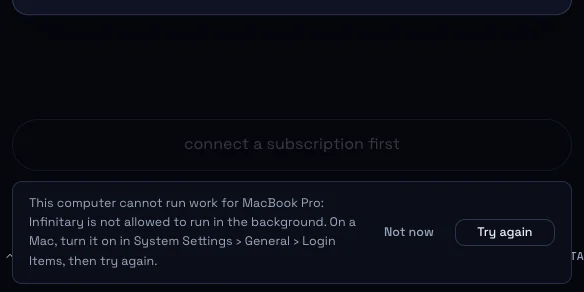 connect a subscription first
This computer cannot run work for MacBook Pro:
Infinitary is not allowed to run in the background. On a
Mac, turn it on in System Settings > General > Login
Items, then try again.
Not now
Try again
TA